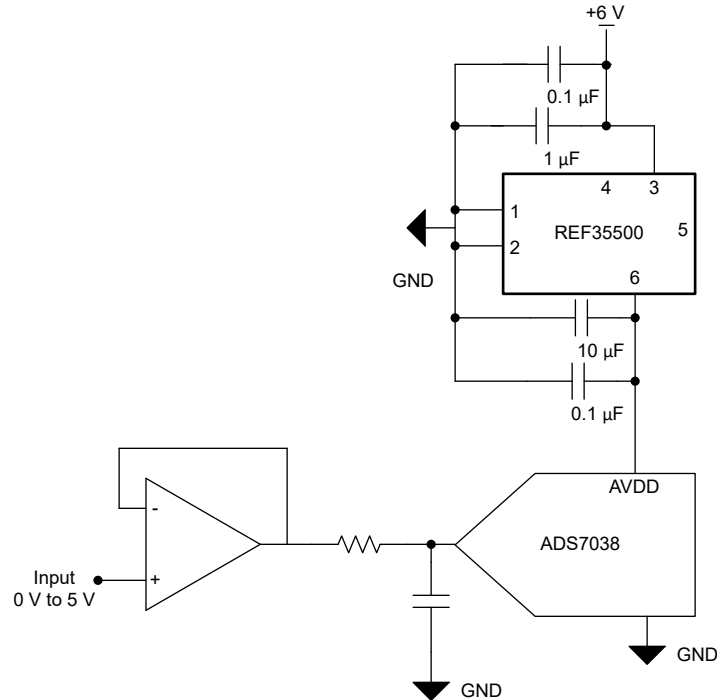 +6 V
0.1 µF
1 µF
4
3
1
REF35500
5
2
GND
6
10 µF
0.1 µF
AVDD
-
ADS7038
Input
0 V to 5 V
+
GND
GND